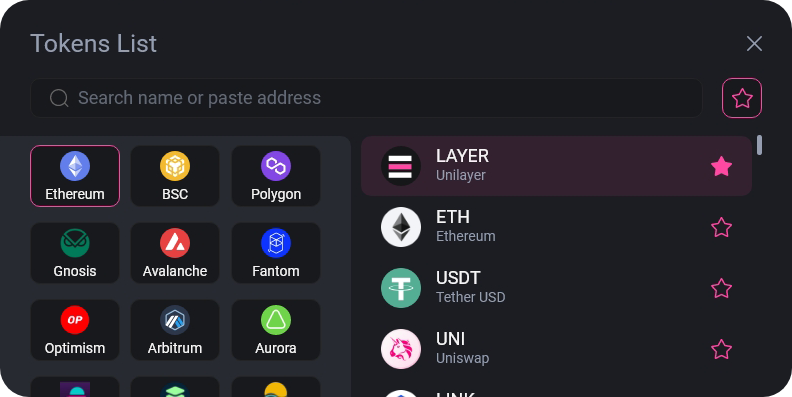 Tokens List
Search name or paste address
Ethereum
BSC
Polygon
Gnosis
Avalanche
Fantom
OP
Optimism
Arbitrum
Aurora
LAYER
Unilayer
ETH
Ethereum
USDT
Tether USD
UNI
Uniswap
LINK